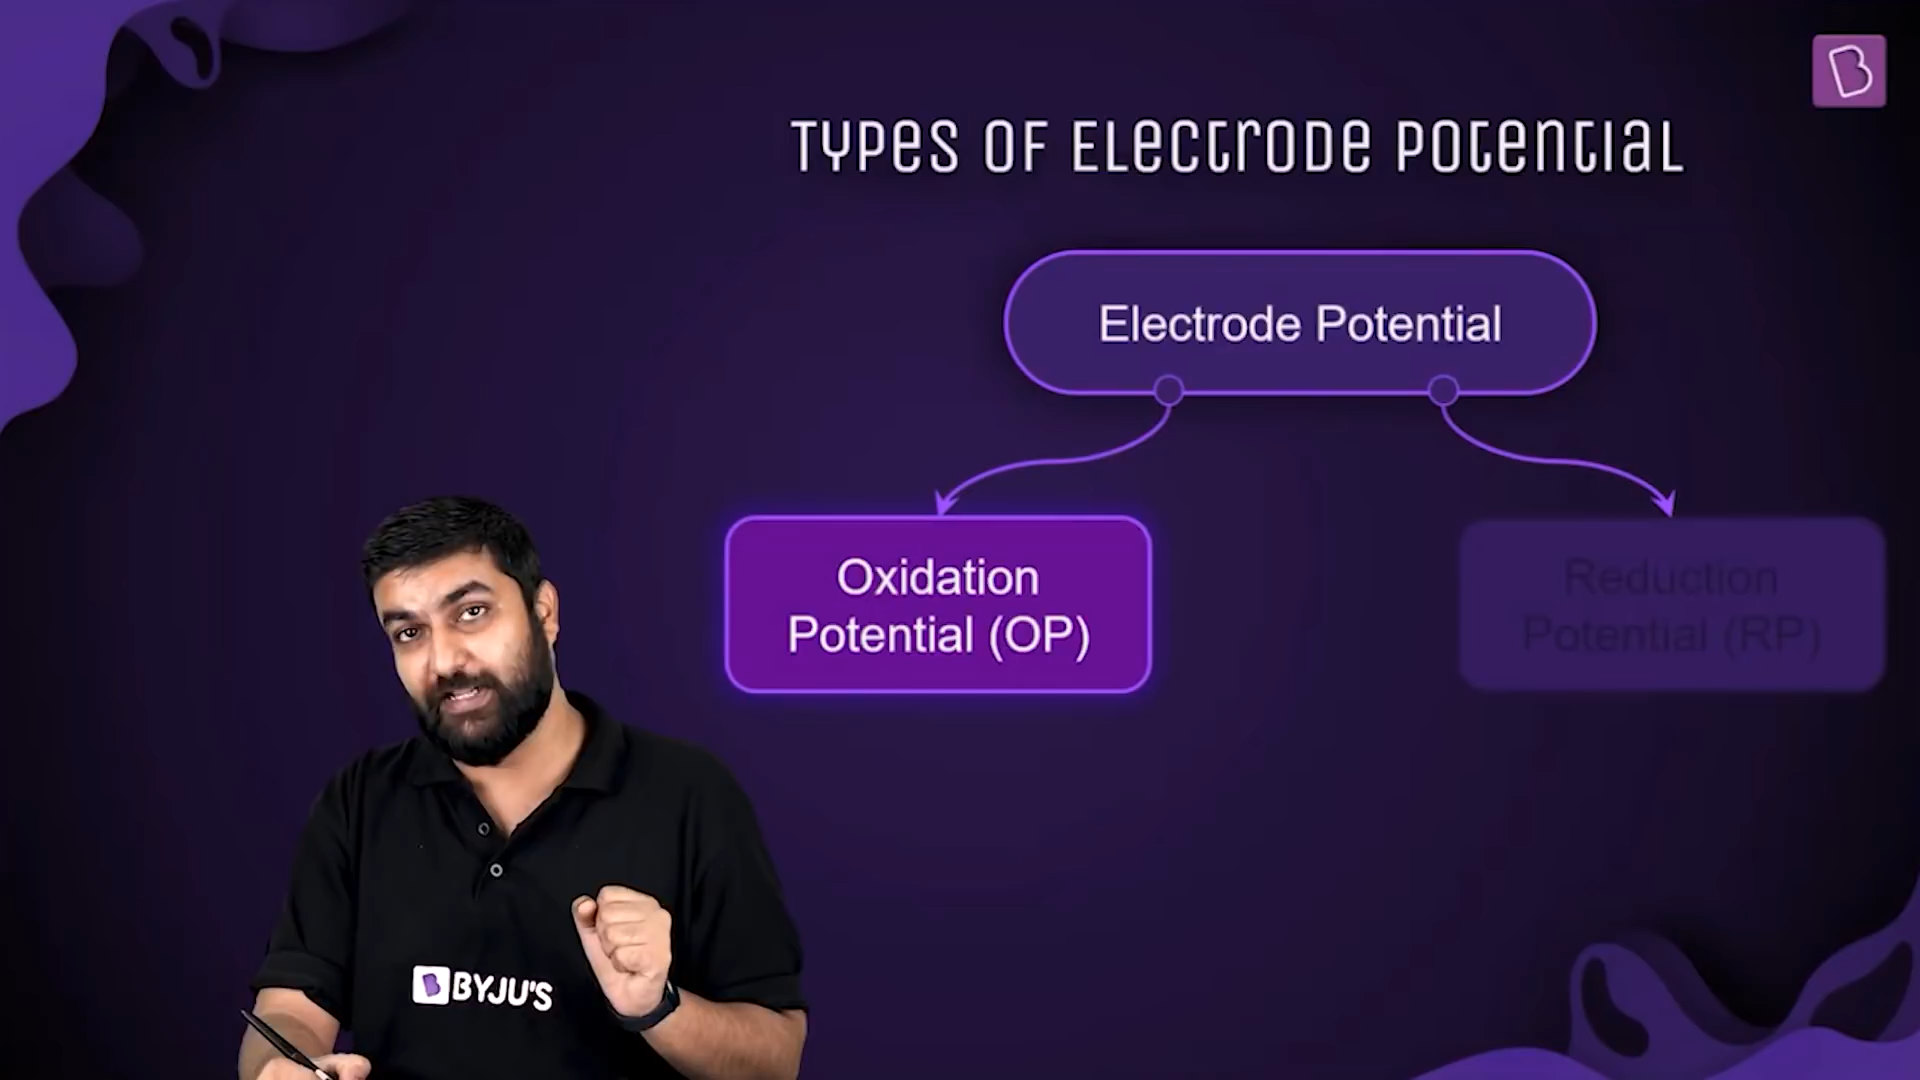 Types of Electrode Potential
Electrode Potential
Oxidation
Potential (OP)
Reduction
Potential (RP)
BYJU'S